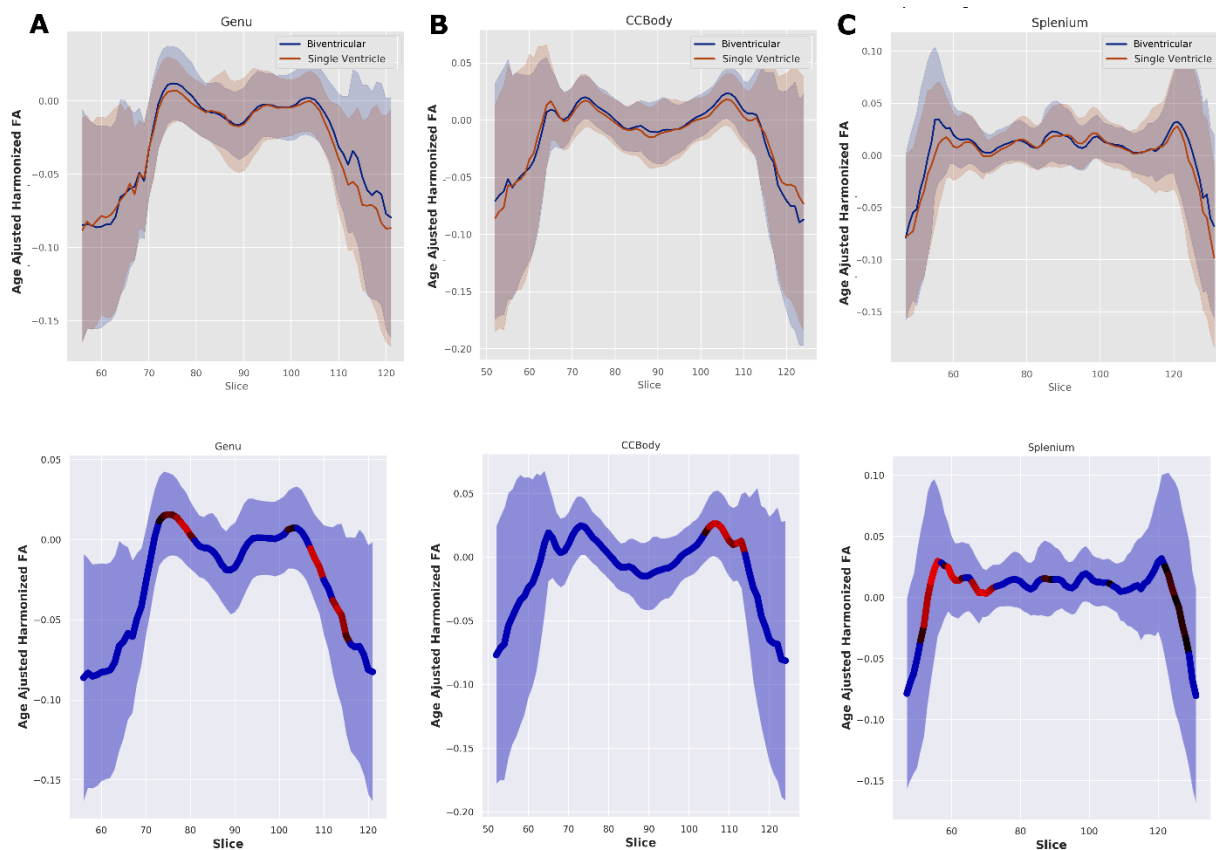 A
Genu
B
CCBody
C
Splenium
Biventricular
Single Ventricle
Biventricular
Single Ventricle
Biventricular
Single Ventricle
Age Ajusted Harmonized FA
0.00
−0.05
−0.10
−0.15
60 70 80 90 100 110 120
Slice
Age Ajusted Harmonized FA
0.05
0.00
−0.05
−0.10
−0.15
−0.20
50 60 70 80 90 100 110 120
Slice
Age Ajusted Harmonized FA
0.10
0.05
0.00
−0.05
−0.10
−0.15
60 80 100 120
Slice
Genu
CCBody
Splenium
Age Ajusted Harmonized FA
0.05
0.00
−0.05
−0.10
−0.15
60 70 80 90 100 110 120
Slice
Age Ajusted Harmonized FA
0.05
0.00
−0.05
−0.10
−0.15
−0.20
50 60 70 80 90 100 110 120
Slice
Age Ajusted Harmonized FA
0.10
0.05
0.00
−0.05
−0.10
−0.15
60 80 100 120
Slice